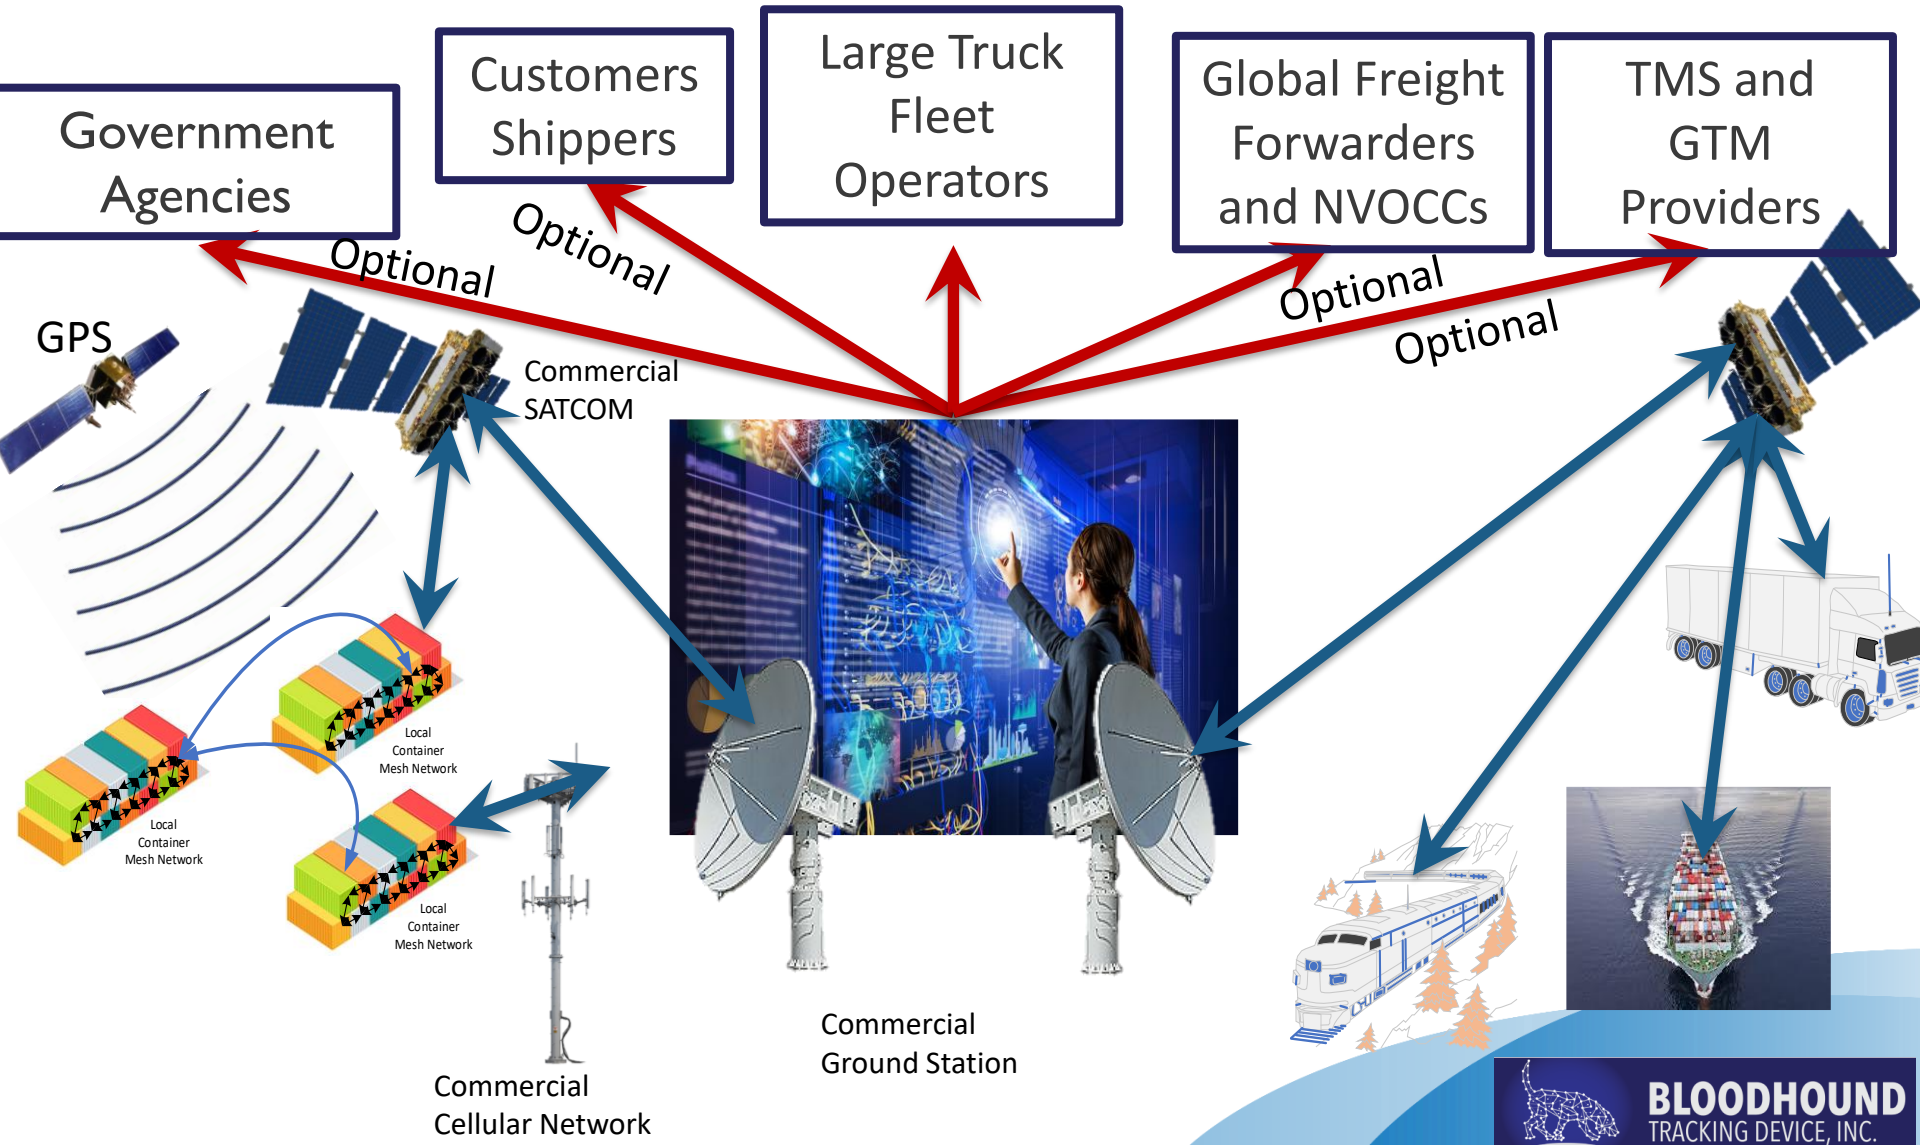 Government
Agencies
Customers
Shippers
Large Truck
Fleet
Operators
Global Freight
Forwarders
and NVOCCs
TMS and
GTM
Providers
Optional
Optional
Optional
Optional
GPS
Commercial
SATCOM
Local
Container
Mesh Network
Local
Container
Mesh Network
Local
Container
Mesh Network
Commercial
Ground Station
Commercial
Cellular Network
BLOODHOUND
TRACKING DEVICE, INC.